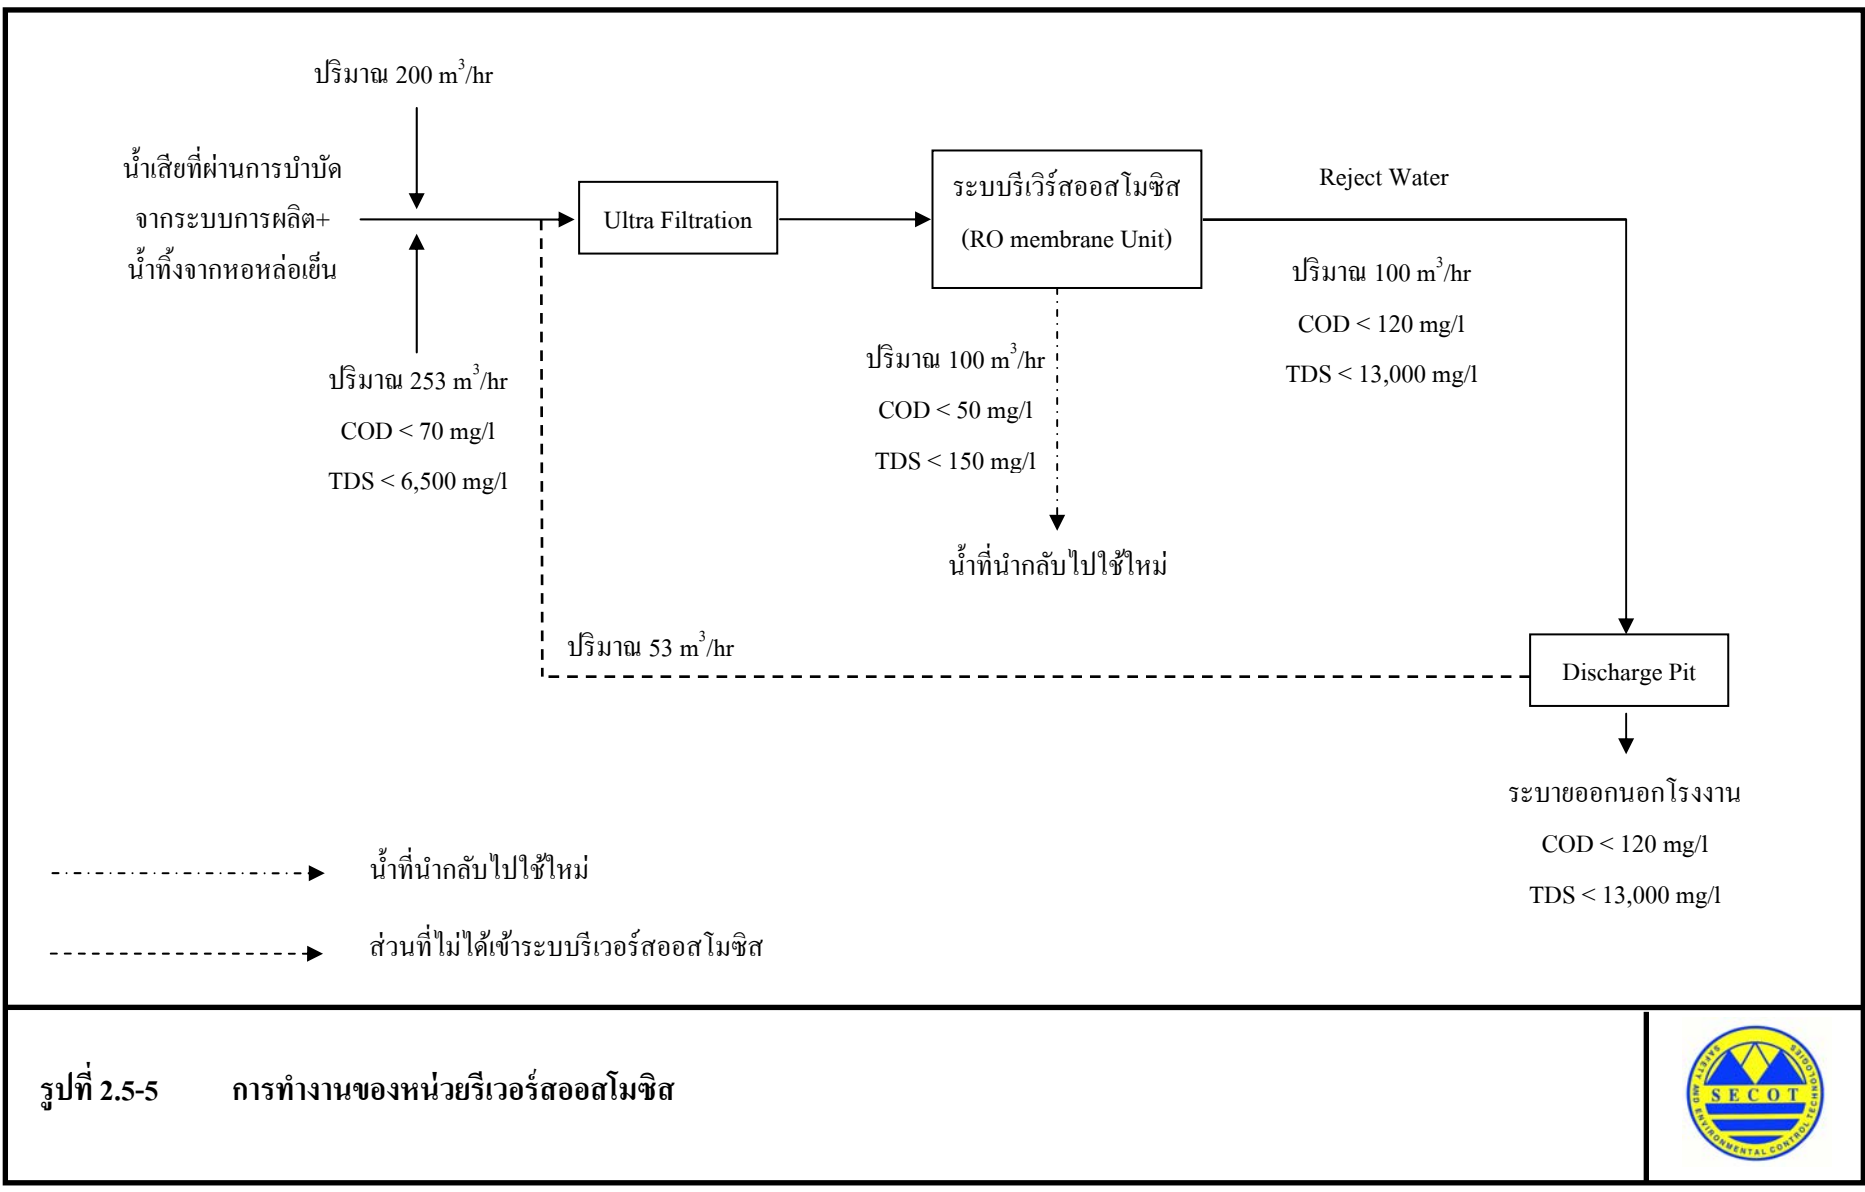 ปริมาณ 200 m³/hr
น้ำเสียที่ผ่านการบำบัด
จากระบบการผลิต+
น้ำทิ้งจากหอหล่อเย็น
ปริมาณ 253 m³/hr
COD < 70 mg/l
TDS < 6,500 mg/l
Ultra Filtration
ระบบรีเวิร์สออสโมซิส
(RO membrane Unit)
Reject Water
ปริมาณ 100 m³/hr
COD < 120 mg/l
TDS < 13,000 mg/l
ปริมาณ 100 m³/hr
COD < 50 mg/l
TDS < 150 mg/l
น้ำที่นำกลับไปใช้ใหม่
ปริมาณ 53 m³/hr
Discharge Pit
ระบายออกนอกโรงงาน
COD < 120 mg/l
TDS < 13,000 mg/l
น้ำที่นำกลับไปใช้ใหม่
ส่วนที่ไม่ได้เข้าระบบรีเวอร์สออสโมซิส
รูปที่ 2.5-5 การทำงานของหน่วยรีเวอร์สออสโมซิส
SECOT
SAFETY AND ENVIRONMENTAL CONTROL TECHNOLOGIES